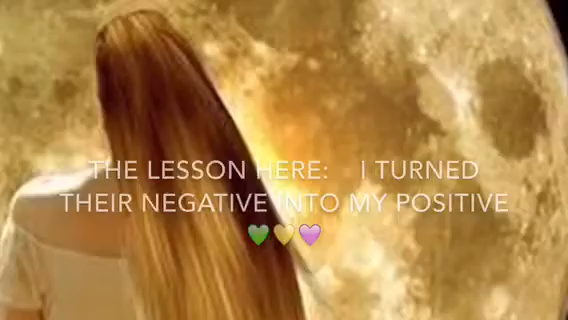 THE LESSON HERE: I TURNED
THEIR NEGATIVE INTO MY POSITIVE
💚💛💜